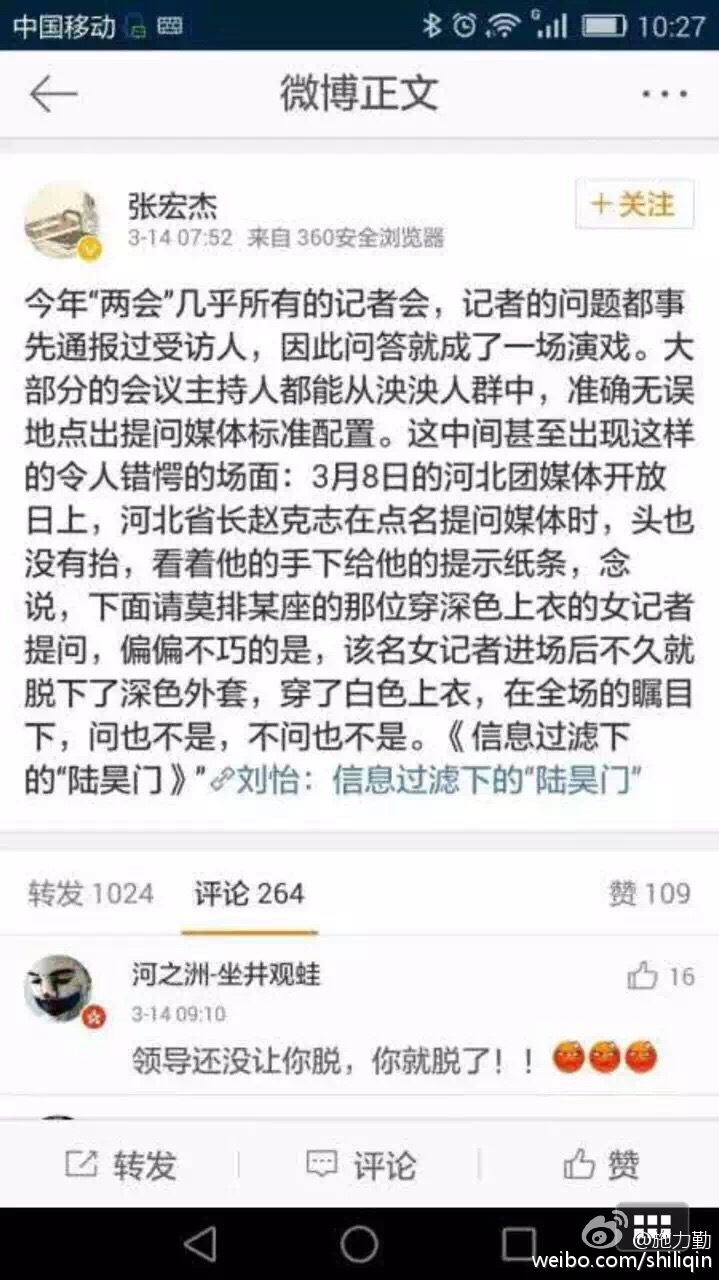 中国移动
G
10:27
微博正文
张宏杰
+关注
3-14 07:52 来自 360安全浏览器
今年“两会”几乎所有的记者会，记者的问题都事
先通报过受访人，因此问答就成了一场演戏。大
部分的会议主持人都能从泱泱人群中，准确无误
地点出提问媒体标准配置。这中间甚至出现这样
的令人错愕的场面：3月8日的河北团媒体开放
日上，河北省长赵克志在点名提问媒体时，头也
没有抬，看着他的手下给他的提示纸条，念
说，下面请莫排某座的那位穿深色上衣的女记者
提问，偏偏不巧的是，该名女记者进场后不久就
脱下了深色外套，穿了白色上衣，在全场的瞩目
下，问也不是，不问也不是。《信息过滤下
的“陆昊门》”刘怡：信息过滤下的“陆昊门”
转发 1024 评论 264 赞 109
河之洲-坐井观蛙
16
3-14 09:10
领导还没让你脱，你就脱了！！
转发 评论 赞
@施力勤
weibo.com/shiliqin